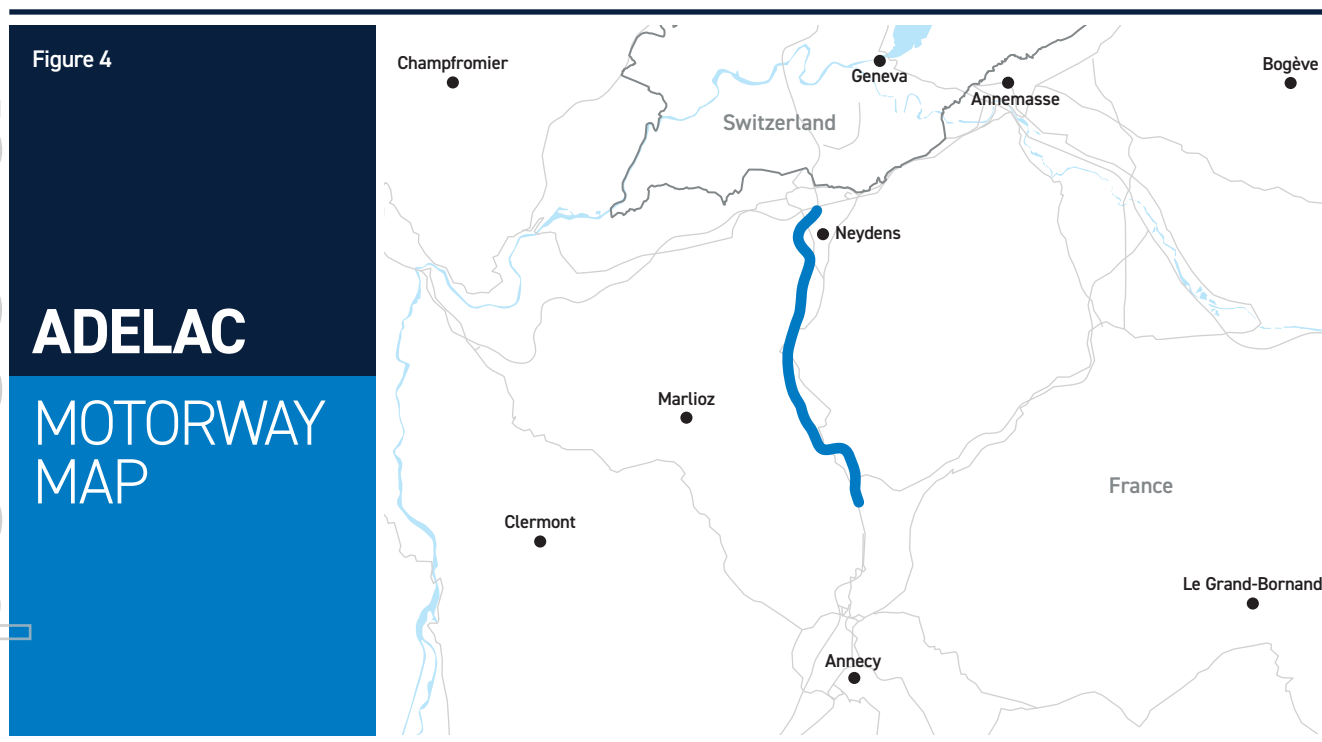 Figure 4
ADELAC
MOTORWAY
MAP
Champfromier
Geneva
Annemasse
Bogève
Switzerland
Neydens
Marlioz
France
Clermont
Le Grand-Bornand
Annecy